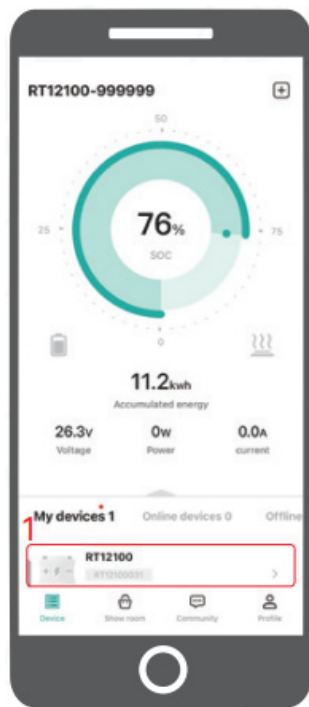 RT12100-999999
50
25
76%
75
SOC
0
11.2kwh
Accumulated energy
26.3v 0w 0.0A
Voltage Power current
1
My devices 1 Online devices 0 Offline
RT12100
RT12100031
Device Show room Community Profile